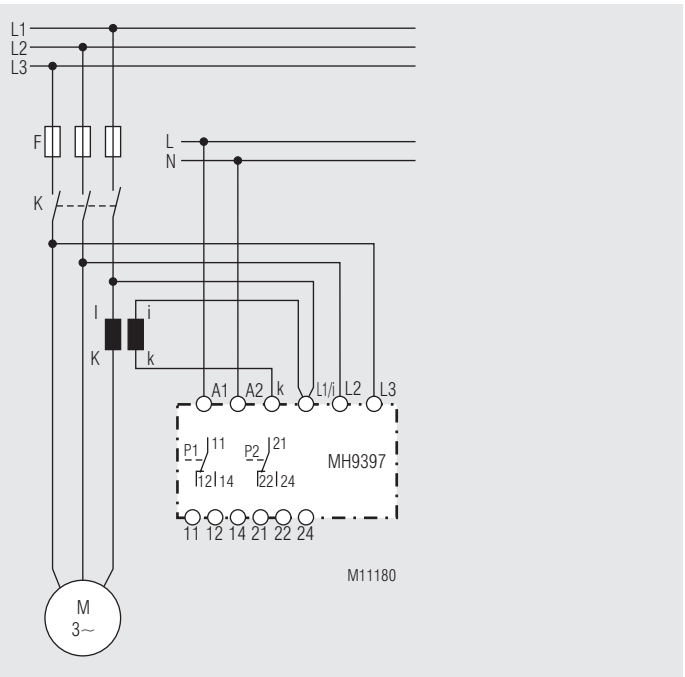 L1
L2
L3
F
L
N
K
l i
K k
A1 A2 k L1/i L2 L3
P1 11 P2 21
MH9397
12 14 22 24
11 12 14 21 22 24
M11180
M
3~